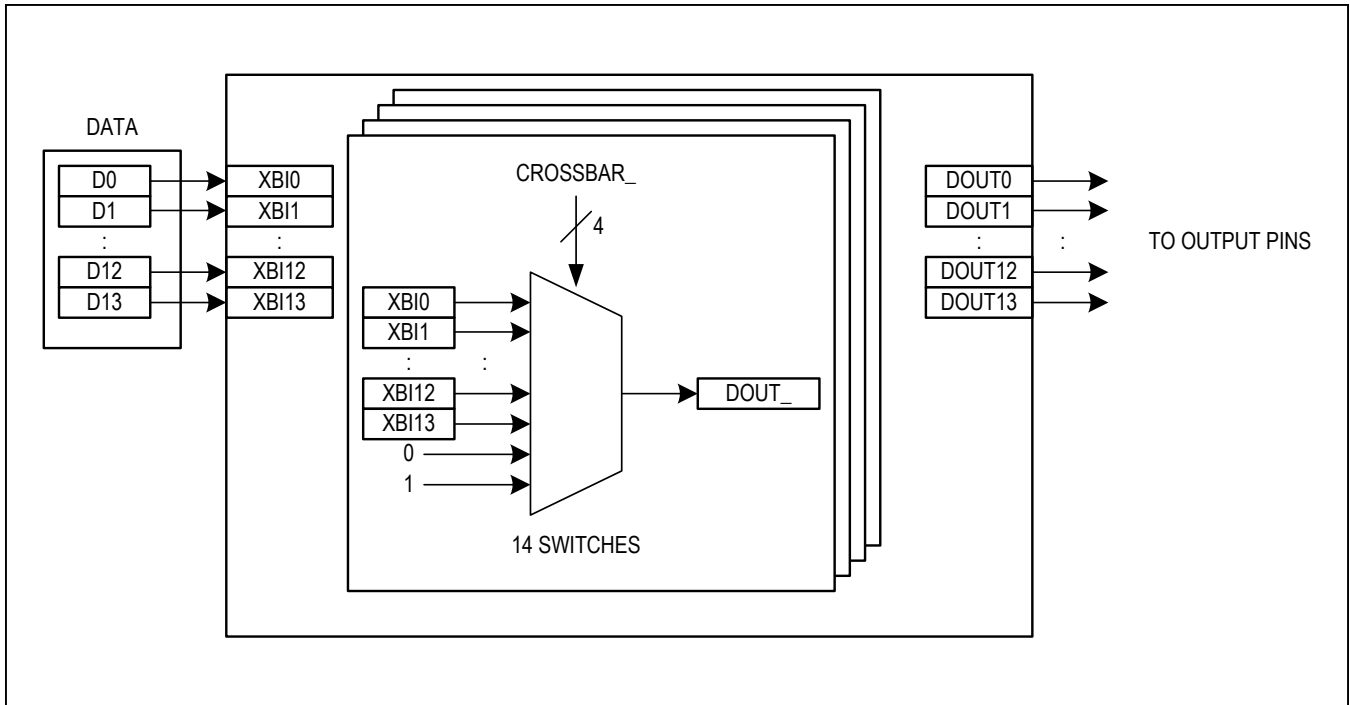 DATA
D0
D1
:
D12
D13
XBI0
XBI1
:
XBI12
XBI13
CROSSBAR_
4
XBI0
XBI1
: :
XBI12
XBI13
0
1
DOUT_
14 SWITCHES
DOUT0
DOUT1
: :
DOUT12
DOUT13
TO OUTPUT PINS